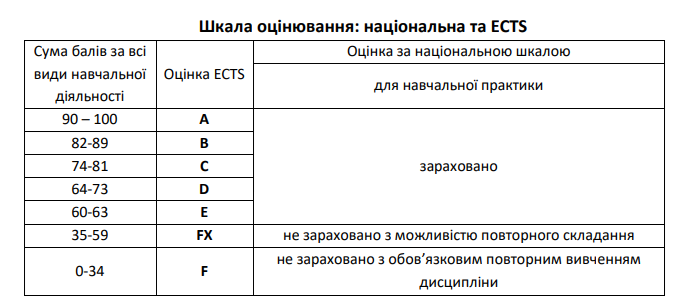 Шкала оцінювання: національна та ECTS
Сума балів за всі
види навчальної
діяльності
Оцінка ECTS
Оцінка за національною шкалою
для навчальної практики
90 – 100
A
82-89
B
74-81
C
64-73
D
60-63
E
зараховано
35-59
FX
не зараховано з можливістю повторного складання
0-34
F
не зараховано з обов’язковим повторним вивченням
дисципліни